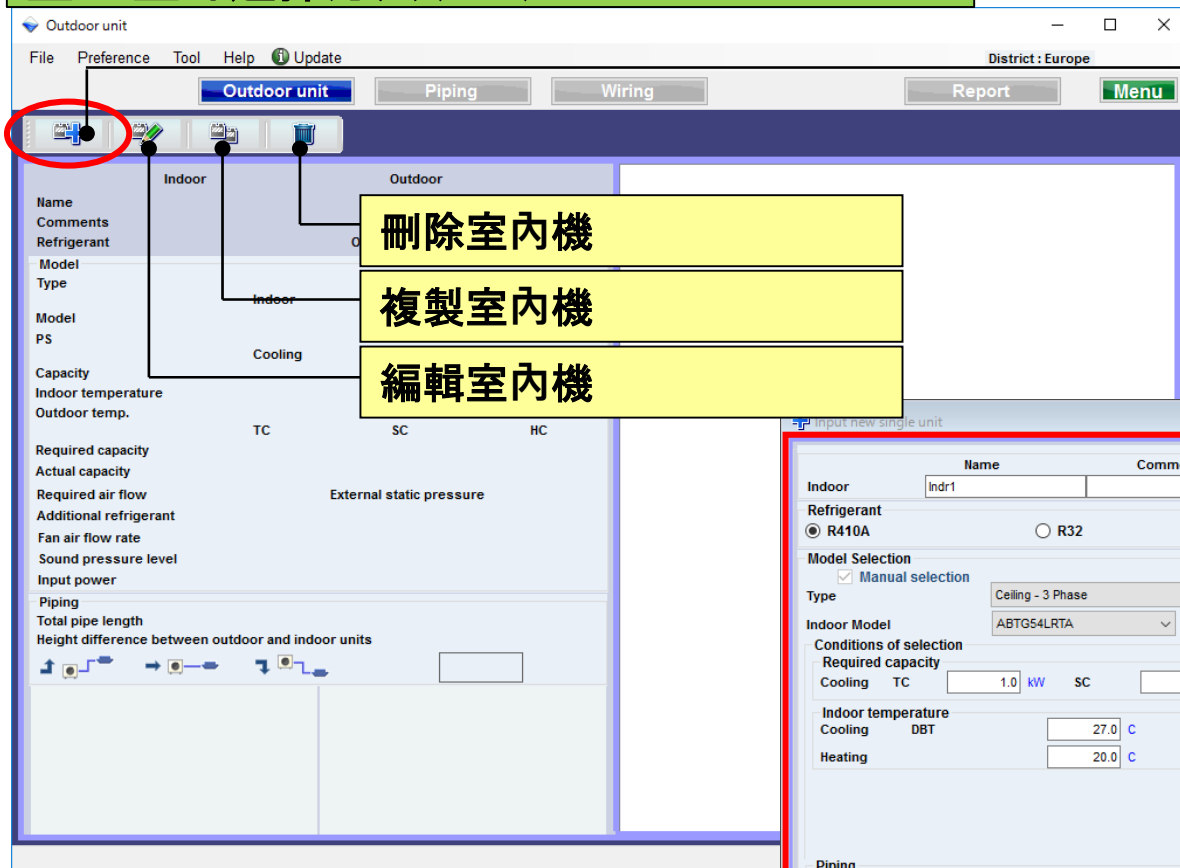 Outdoor unit
File Preference Tool Help Update
District : Europe
Outdoor unit Piping Wiring Report Menu
Indoor Outdoor
Name
Comments
Refrigerant
刪除室內機
Model
Type
Indoor
複製室內機
Model
PS
Cooling
編輯室內機
Capacity
Indoor temperature
Outdoor temp.
TC SC HC
Required capacity
Actual capacity
Required air flow External static pressure
Additional refrigerant
Fan air flow rate
Sound pressure level
Input power
Piping
Total pipe length
Height difference between outdoor and indoor units
Input new single unit
Name
Indoor Indr1
Refrigerant
R410A R32
Model Selection
Manual selection
Type Ceiling - 3 Phase
Indoor Model ABTG54LRTA
Conditions of selection
Required capacity
Cooling TC 1.0 kW SC
Indoor temperature
Cooling DBT 27.0 C
Heating 20.0 C
Piping